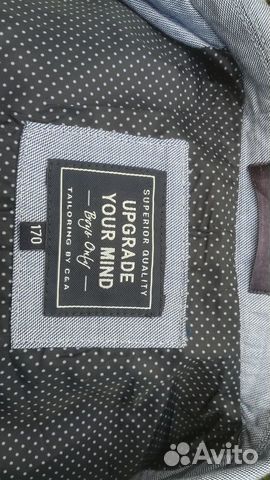 SUPERIOR QUALITY
UPGRADE
YOUR MIND
Boys Only
TAILORING BY C&A
170
Avito